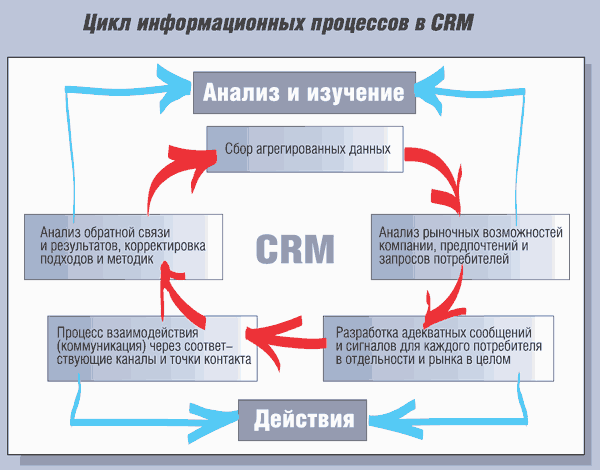 Цикл информационных процессов в CRM
Анализ и изучение
Сбор агрегированных данных
Анализ обратной связи
и результатов, корректировка
подходов и методик
CRM
Анализ рыночных возможностей
компании, предпочтений и
запросов потребителей
Процесс взаимодействия
(коммуникация) через соответ–
ствующие каналы и точки контакта
Разработка адекватных сообщений
и сигналов для каждого потребителя
в отдельности и рынка в целом
Действия